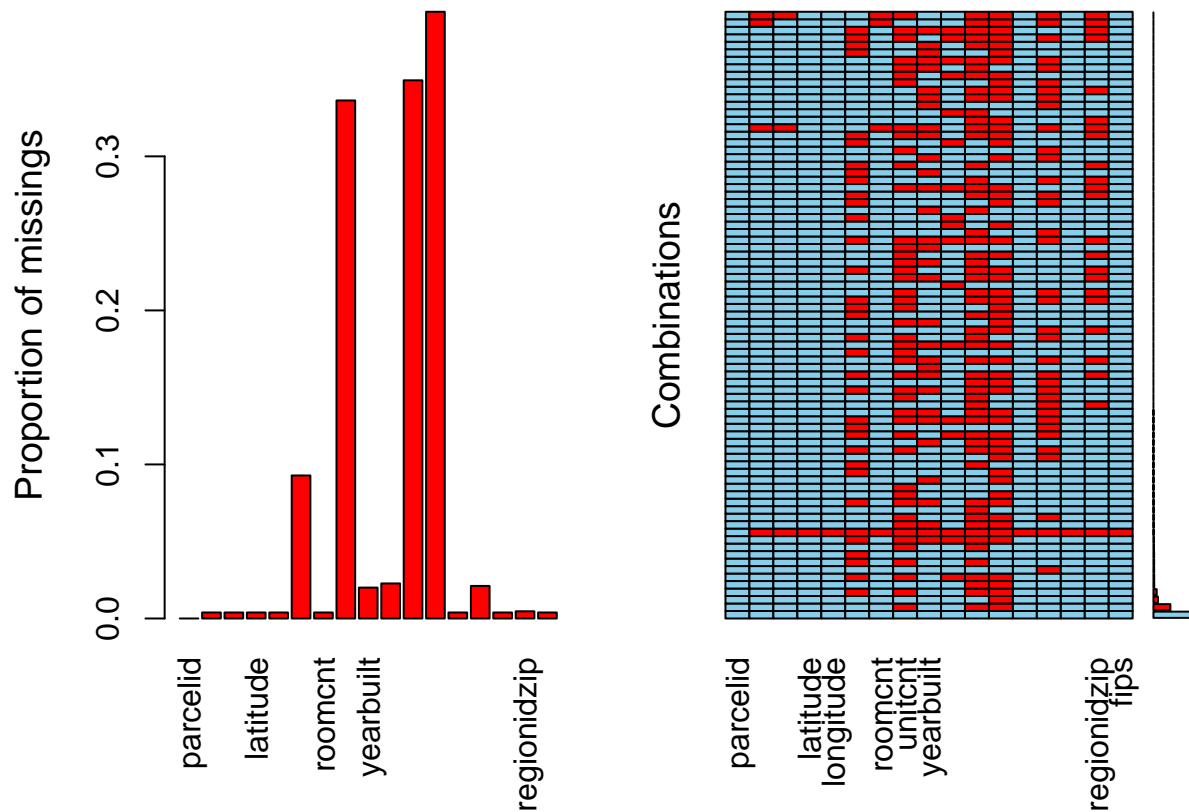 Proportion of missings
0.3
0.2
0.1
0.0
parcelid
latitude
roomcnt
yearbuilt
regionidzip
Combinations
parcelid
latitude
longitude
roomcnt
unitcnt
yearbuilt
regionidzip
fips